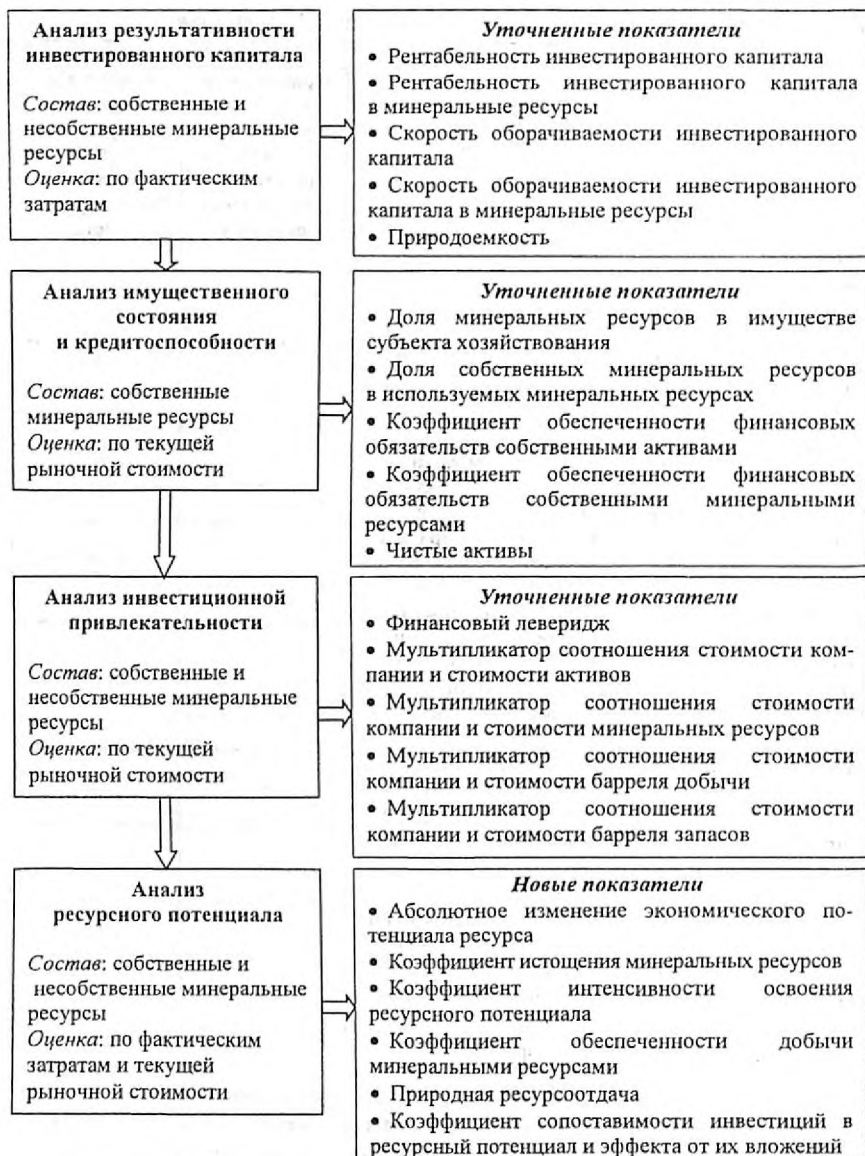 Анализ результативности
инвестированного капитала
Состав: собственные и
несобственные минеральные
ресурсы
Оценка: по фактическим
затратам
Уточненные показатели
• Рентабельность инвестированного капитала
• Рентабельность инвестированного капитала
в минеральные ресурсы
• Скорость оборачиваемости инвестированного
капитала
• Скорость оборачиваемости инвестированного
капитала в минеральные ресурсы
• Природоемкость
Анализ имущественного
состояния
и кредитоспособности
Состав: собственные
минеральные ресурсы
Оценка: по текущей
рыночной стоимости
Уточненные показатели
• Доля минеральных ресурсов в имуществе
субъекта хозяйствования
• Доля собственных минеральных ресурсов
в используемых минеральных ресурсах
• Коэффициент обеспеченности финансовых
обязательств собственными активами
• Коэффициент обеспеченности финансовых
обязательств собственными минеральными
ресурсами
• Чистые активы
Анализ инвестиционной
привлекательности
Состав: собственные и
несобственные минеральные
ресурсы
Оценка: по текущей
рыночной стоимости
Уточненные показатели
• Финансовый леверидж
• Мультипликатор соотношения стоимости ком-
пании и стоимости активов
• Мультипликатор соотношения стоимости
компании и стоимости минеральных ресурсов
• Мультипликатор соотношения стоимости
компании и стоимости барреля добычи
• Мультипликатор соотношения стоимости
компании и стоимости барреля запасов
Анализ
ресурсного потенциала
Состав: собственные и
несобственные минеральные
ресурсы
Оценка: по фактическим
затратам и текущей
рыночной стоимости
Новые показатели
• Абсолютное изменение экономического по-
тенциала ресурса
• Коэффициент истощения минеральных ресурсов
• Коэффициент интенсивности освоения
ресурсного потенциала
• Коэффициент обеспеченности добычи
минеральными ресурсами
• Природная ресурсоотдача
• Коэффициент сопоставимости инвестиций в
ресурсный потенциал и эффекта от их вложений